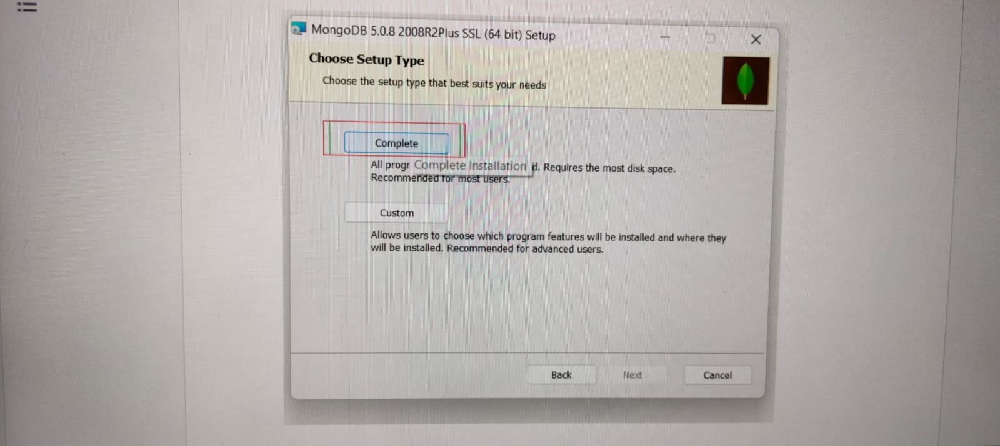 MongoDB 5.0.8 2008R2Plus SSL (64 bit) Setup
Choose Setup Type
Choose the setup type that best suits your needs
Complete
All progr Complete Installation d. Requires the most disk space.
Recommended for most users.
Custom
Allows users to choose which program features will be installed and where they
will be installed. Recommended for advanced users.
Back Next Cancel